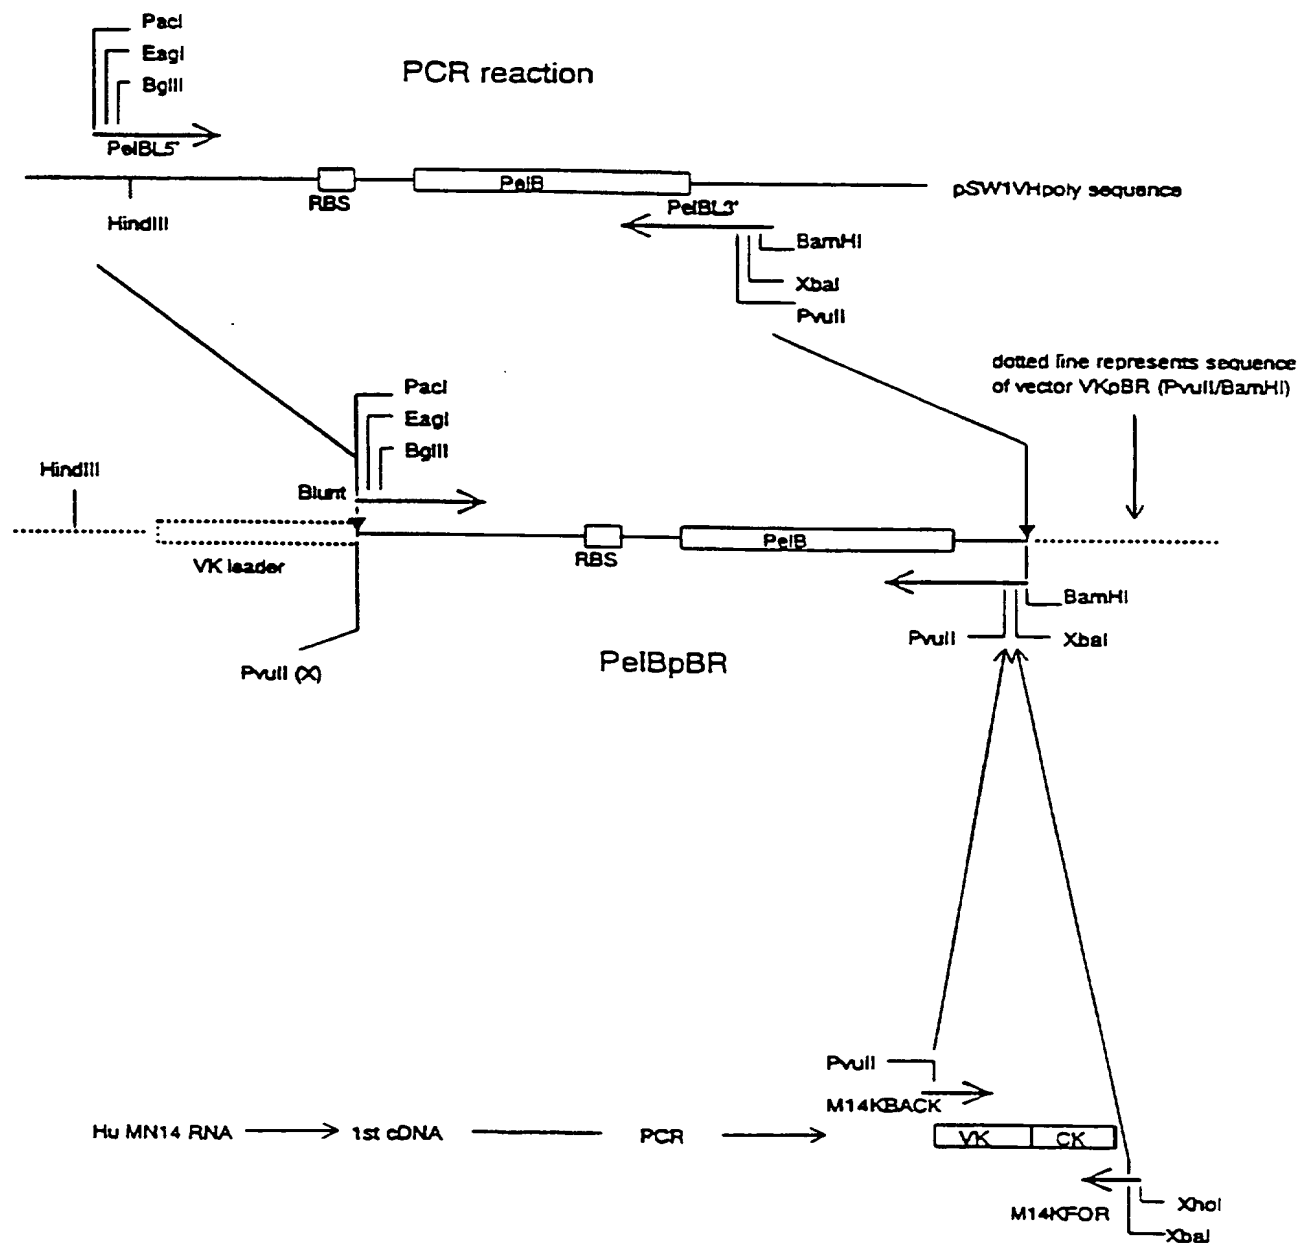 PacI
EagI
BglII
PCR reaction
PelBL5'
PelB
RBS
pSW1VHpoly sequence
HindIII
PelBL3'
BamHI
XbaI
PvuII
dotted line represents sequence
of vector VKpBR (PvuII/BamHI)
PacI
EagI
BglII
HindIII
Blunt
PelB
RBS
VK leader
BamHI
PvuII
XbaI
PvuII (X)
PelBpBR
PvuII
M14KBACK
Hu MN14 RNA
1st cDNA
PCR
VK
CK
M14KFOR
XhoI
XbaI